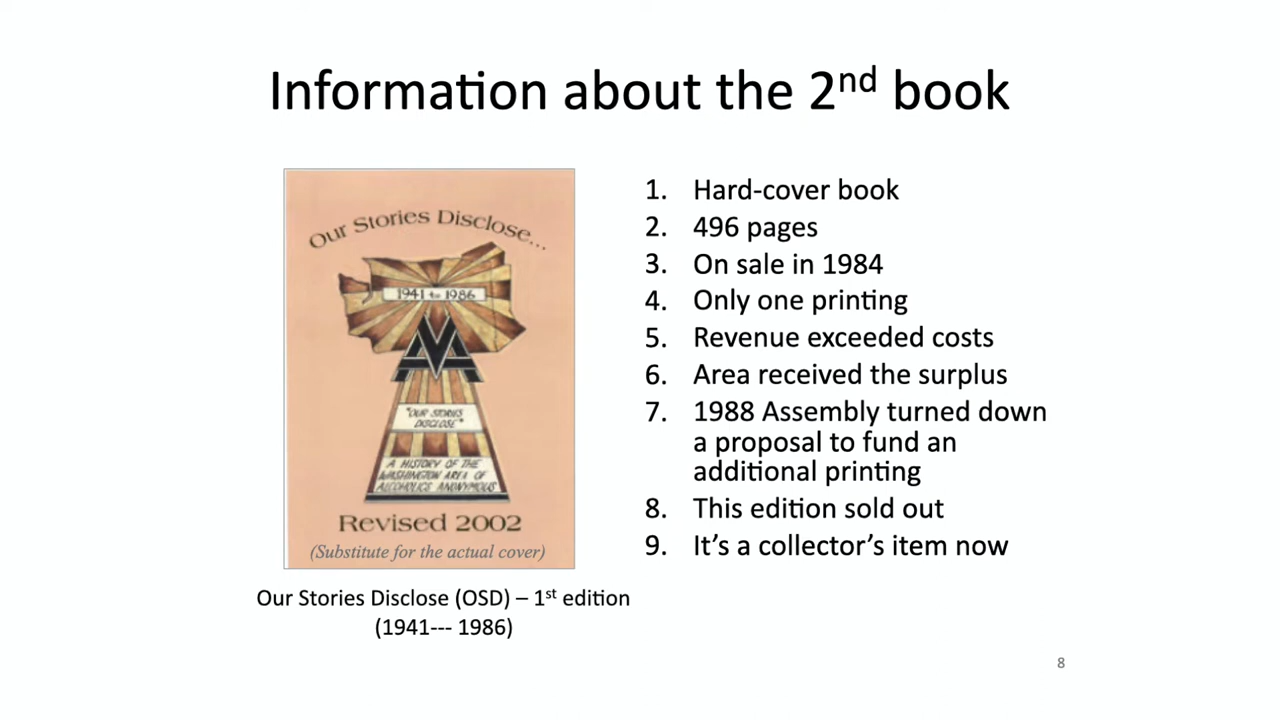 Information about the 2nd book
Our Stories Disclose...
1941 to 1986
AA
"OUR STORIES
DISCLOSE"
A HISTORY OF THE
WASHINGTON AREA OF
ALCOHOLICS ANONYMOUS
Revised 2002
(Substitute for the actual cover)
Our Stories Disclose (OSD) – 1st edition
(1941--- 1986)
1. Hard-cover book
2. 496 pages
3. On sale in 1984
4. Only one printing
5. Revenue exceeded costs
6. Area received the surplus
7. 1988 Assembly turned down
a proposal to fund an
additional printing
8. This edition sold out
9. It’s a collector’s item now
8